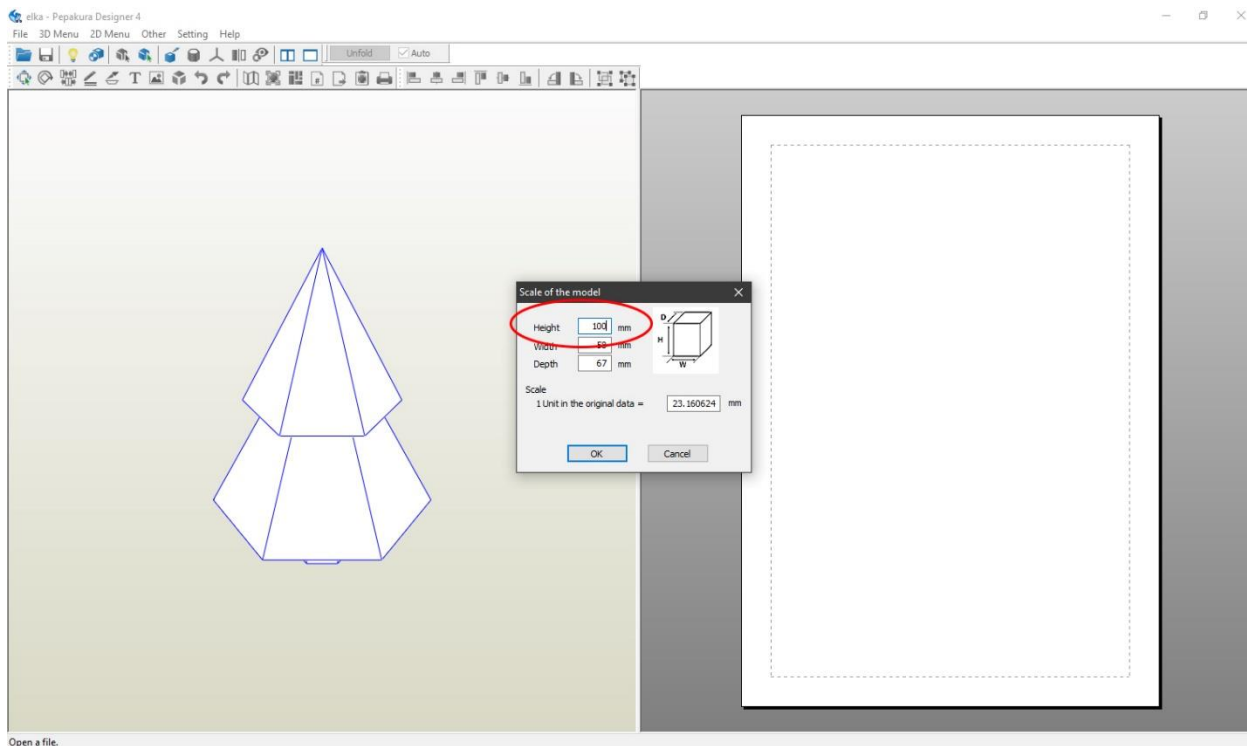 elka - Pepakura Designer 4
File 3D Menu 2D Menu Other Setting Help
Unfold Auto
Scale of the model
Height 100 mm
Width 59 mm
Depth 67 mm
D
H
W
Scale
1 Unit in the original data = 23.160624 mm
OK Cancel
Open a file.